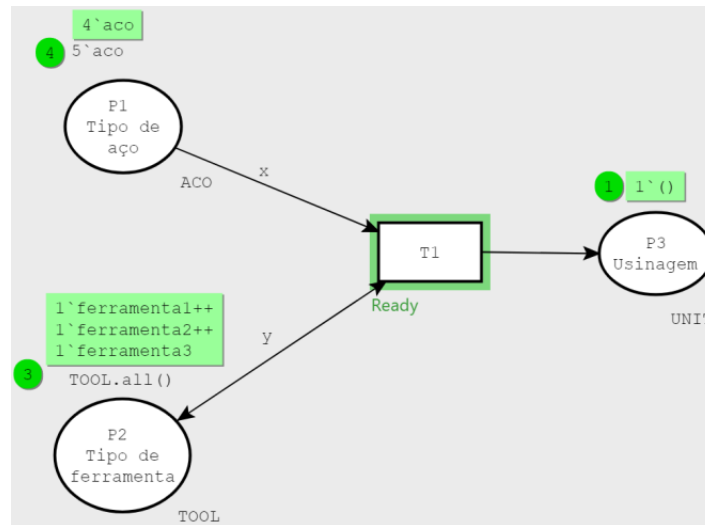 4`aco
4
5`aco
P1
Tipo de
aço
ACO
x
1
1`()
T1
P3
Usinagem
Ready
UNIT
1`ferramenta1++
1`ferramenta2++
1`ferramenta3
y
3
TOOL.all()
P2
Tipo de
ferramenta
TOOL